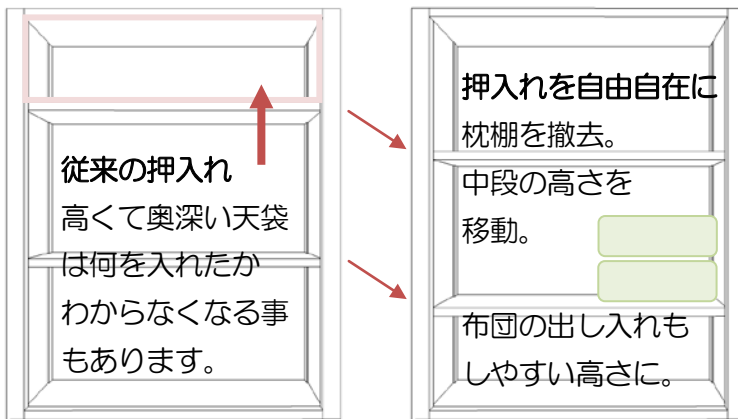 従来の押入れ
高くて奥深い天袋
は何を入れたか
わからなくなる事
もあります。
押入れを自由自在に
枕棚を撤去。
中段の高さを
移動。
布団の出し入れも
しやすい高さに。